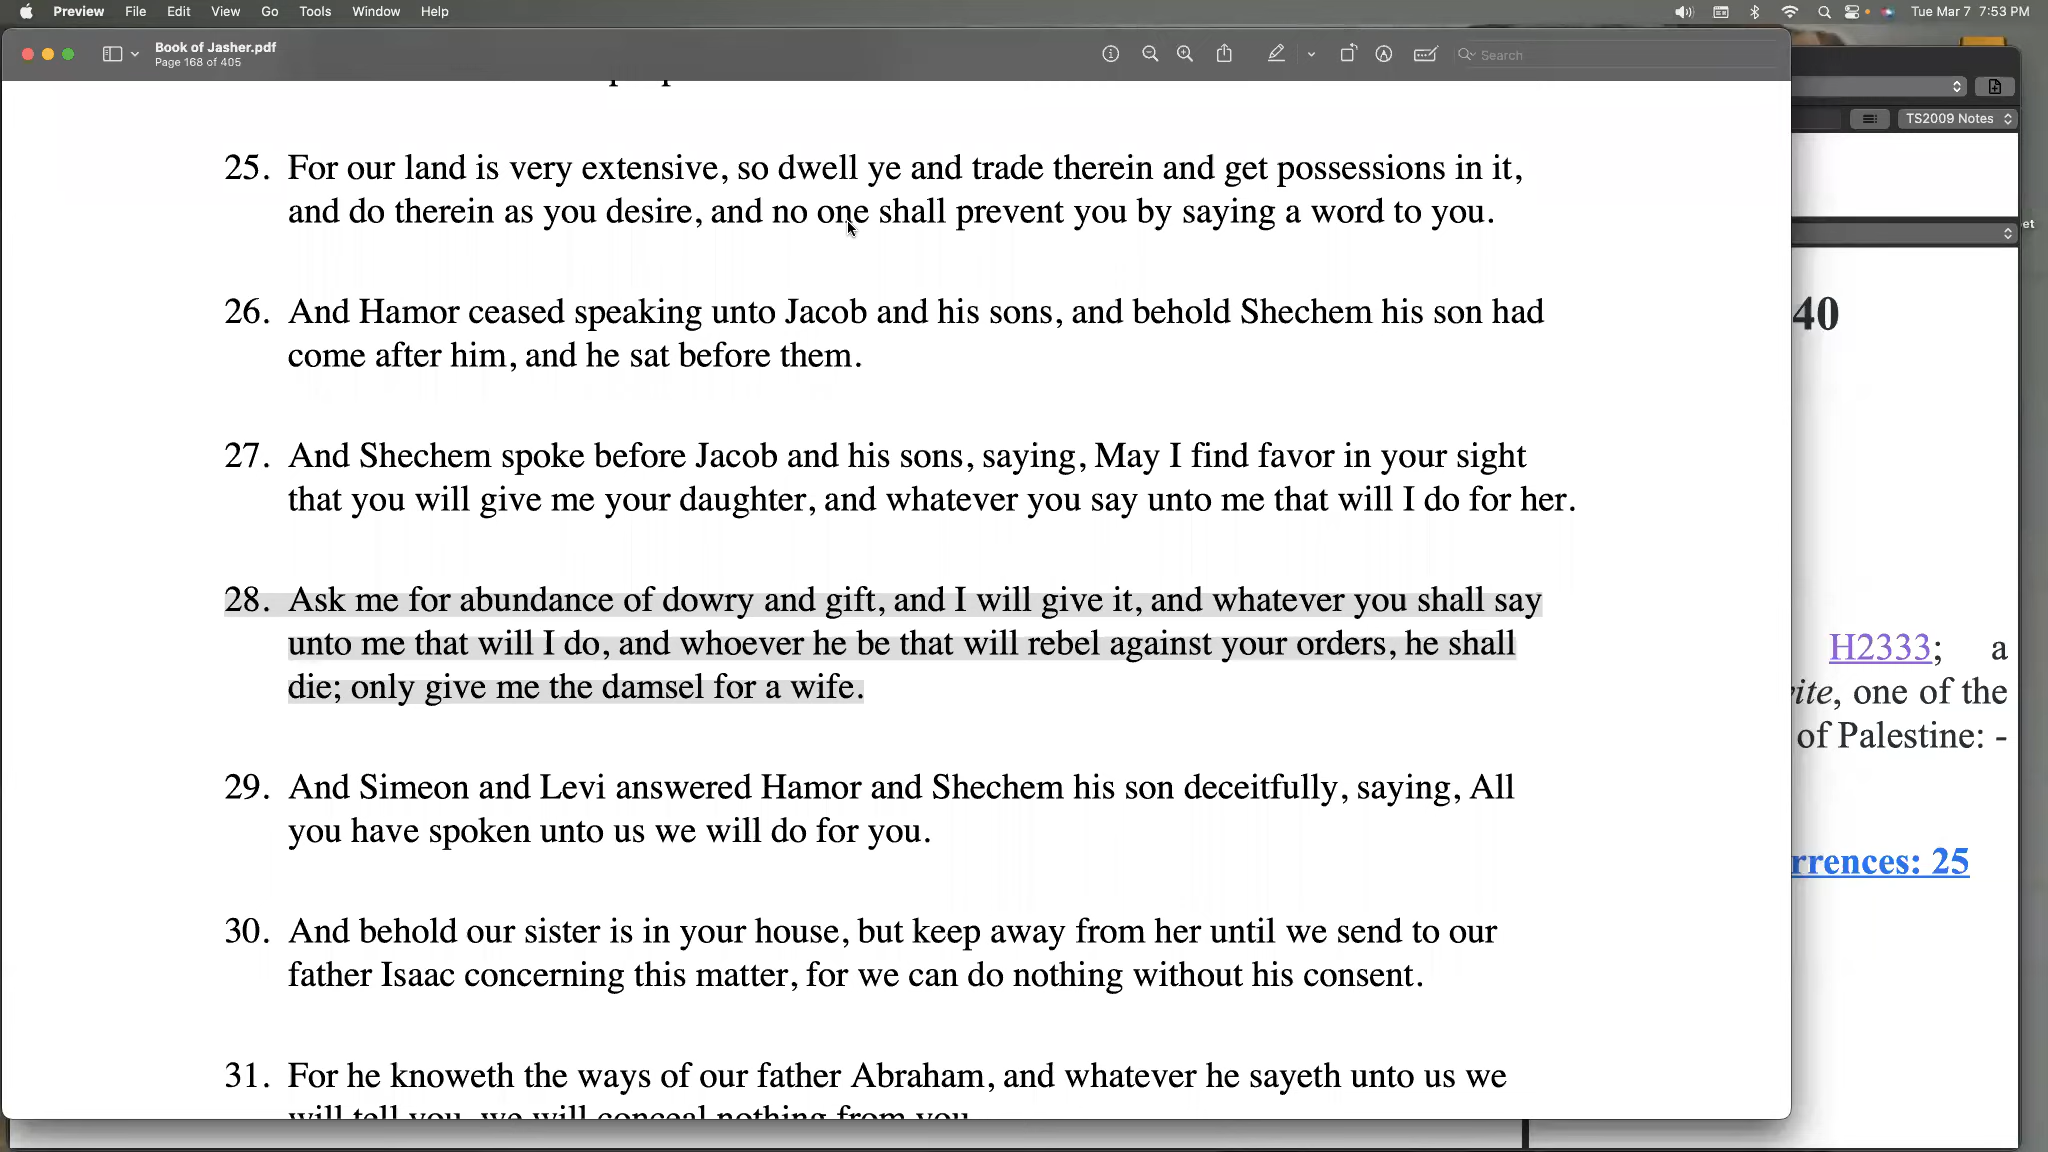 Preview File Edit View Go Tools Window Help
Tue Mar 7 7:53 PM
Book of Jasher.pdf
Page 168 of 405
Search
TS2009 Notes
25. For our land is very extensive, so dwell ye and trade therein and get possessions in it,
and do therein as you desire, and no one shall prevent you by saying a word to you.
et
26. And Hamor ceased speaking unto Jacob and his sons, and behold Shechem his son had
come after him, and he sat before them.
40
27. And Shechem spoke before Jacob and his sons, saying, May I find favor in your sight
that you will give me your daughter, and whatever you say unto me that will I do for her.
28. Ask me for abundance of dowry and gift, and I will give it, and whatever you shall say
unto me that will I do, and whoever he be that will rebel against your orders, he shall
die; only give me the damsel for a wife.
H2333; a
ite, one of the
of Palestine: -
29. And Simeon and Levi answered Hamor and Shechem his son deceitfully, saying, All
you have spoken unto us we will do for you.
rrences: 25
30. And behold our sister is in your house, but keep away from her until we send to our
father Isaac concerning this matter, for we can do nothing without his consent.
31. For he knoweth the ways of our father Abraham, and whatever he sayeth unto us we
will tell you, we will conceal nothing from you.